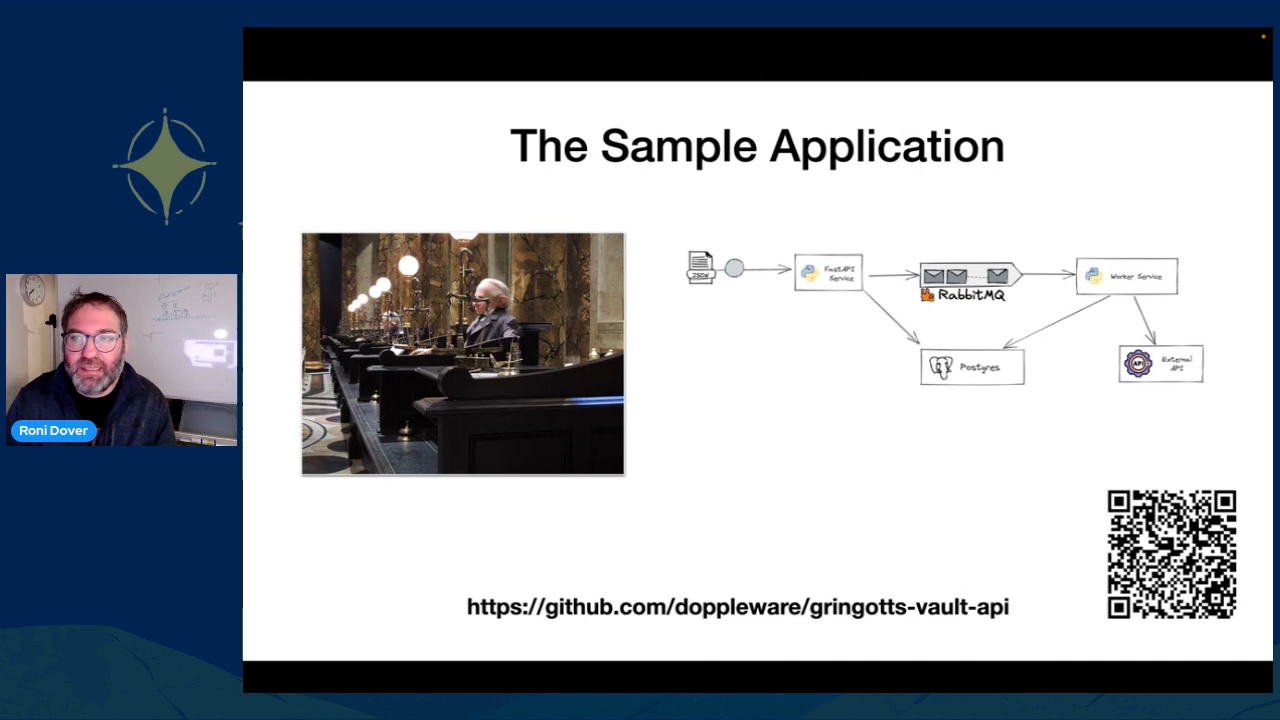 The Sample Application
JSON
FastAPI
Service
RabbitMQ
Worker Service
Postgres
API
External
API
Roni Dover
https://github.com/doppleware/gringotts-vault-api